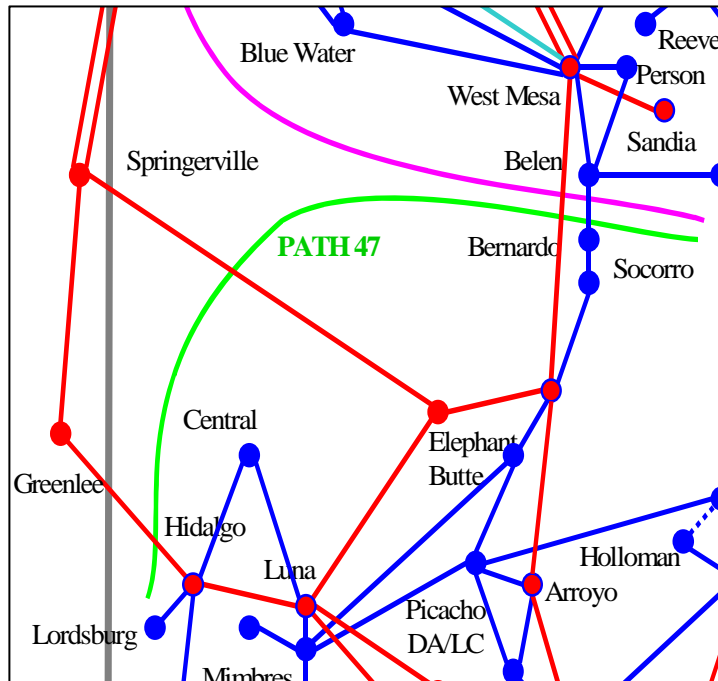 Reeve
Blue Water
Person
West Mesa
Sandia
Springerville
Belen
PATH 47
Bernardo
Socorro
Central
Elephant
Butte
Greenlee
Hidalgo
Holloman
Luna
Arroyo
Picacho
Lordsburg
DA/LC
Mimbres